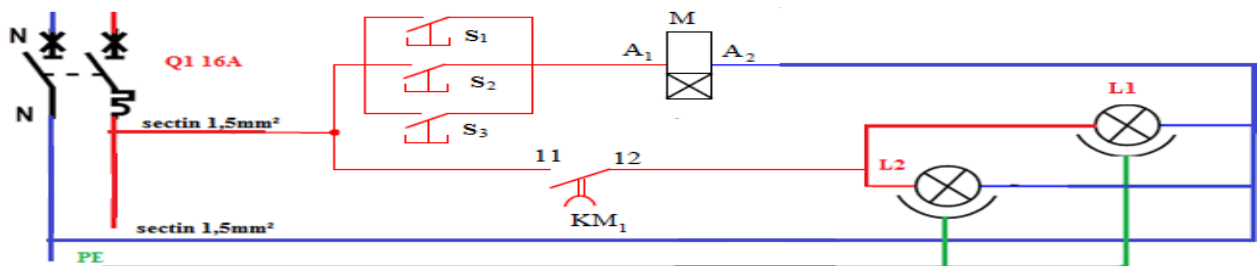 N
Q1 16A
N
sectin 1,5mm²
S1
S2
S3
M
A1
A2
L1
11
12
L2
KM1
sectin 1,5mm²
PE